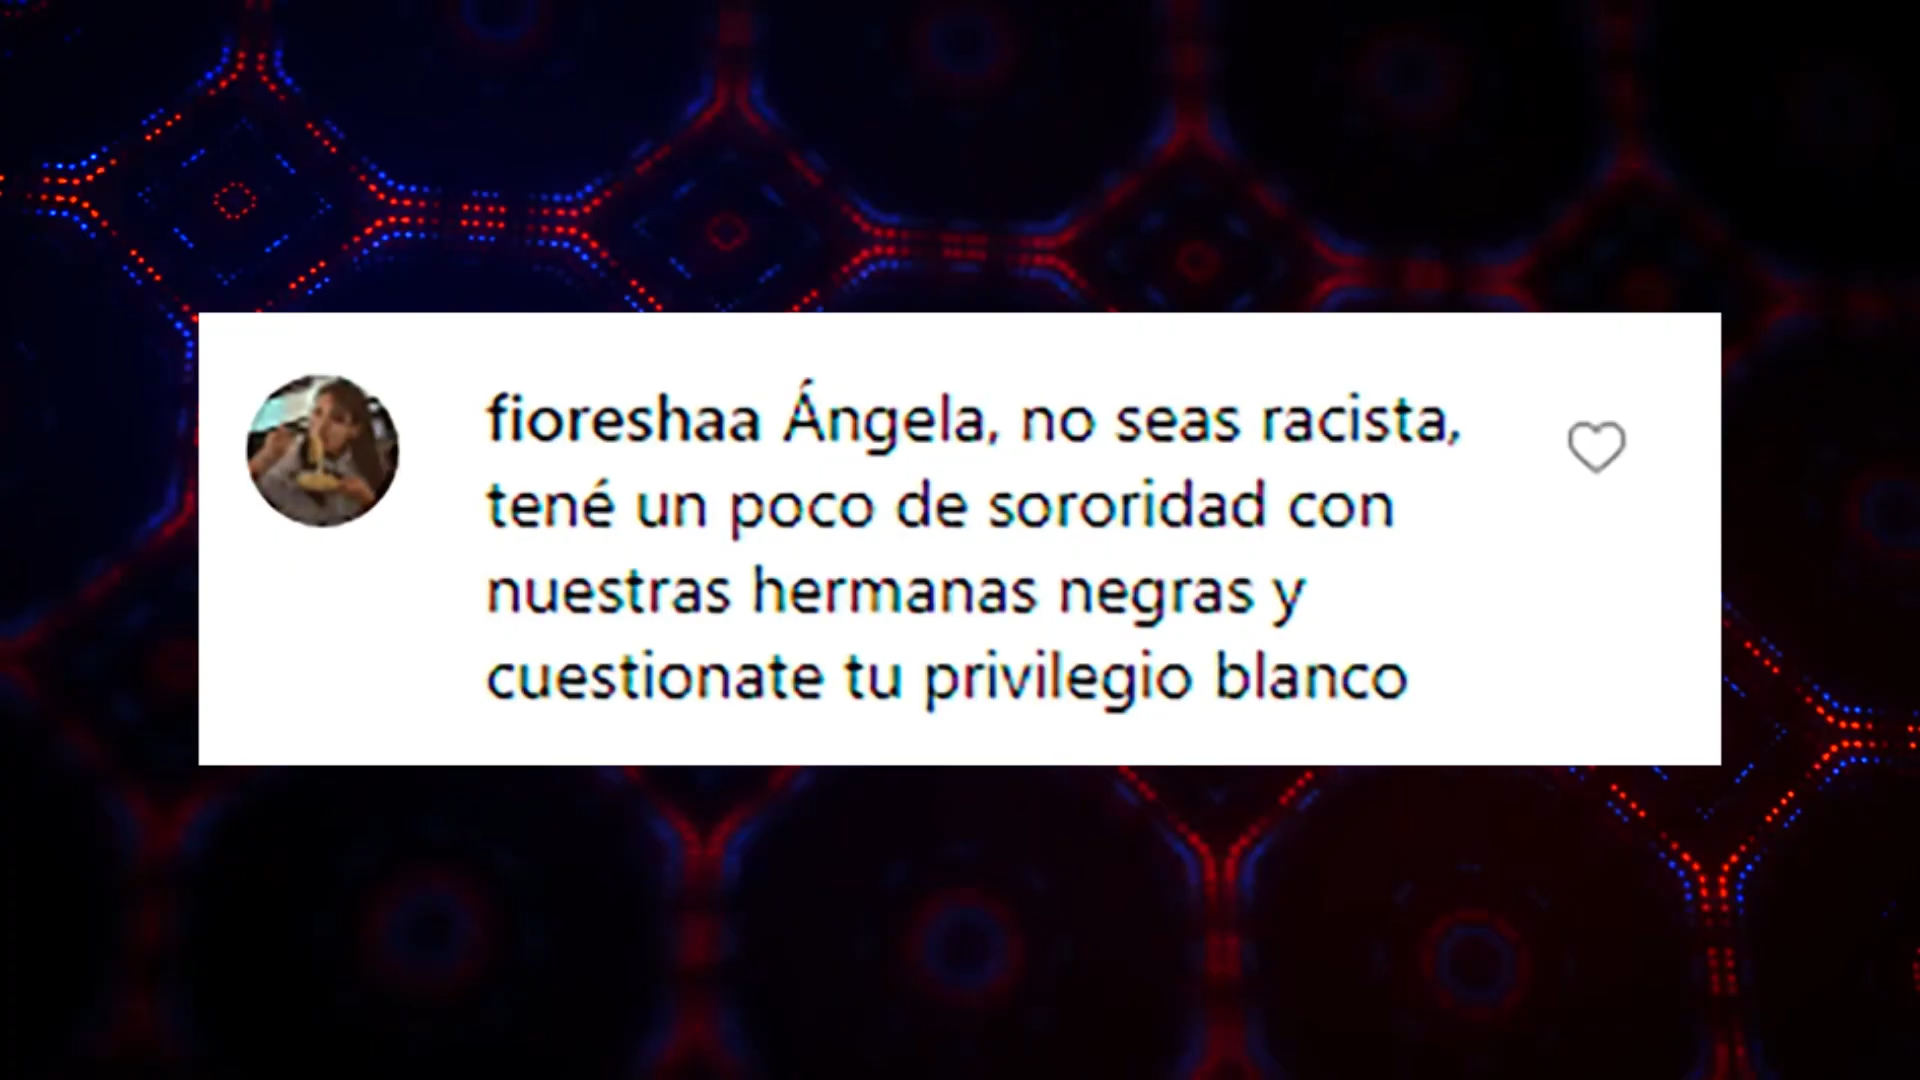 fioreshaa Ángela, no seas racista,
tené un poco de sororidad con
nuestras hermanas negras y
cuestionate tu privilegio blanco